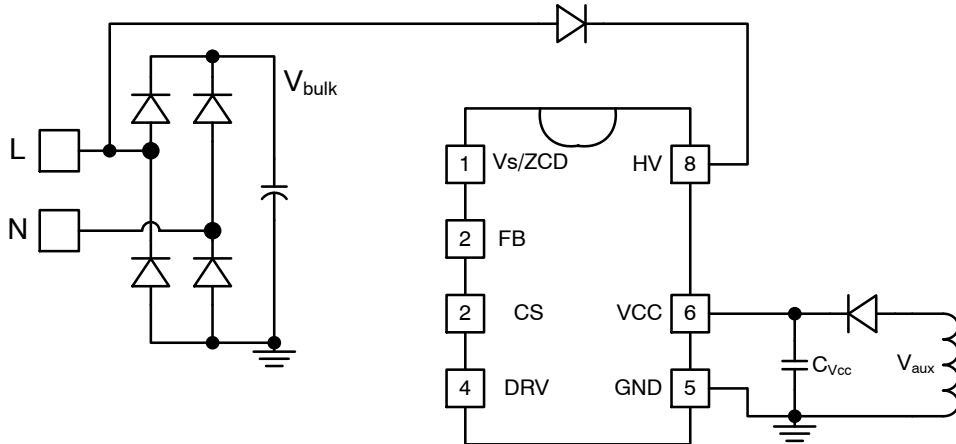 V_bulk
L
N
1 Vs/ZCD HV 8
2 FB
2 CS VCC 6
4 DRV GND 5
C_Vcc
V_aux